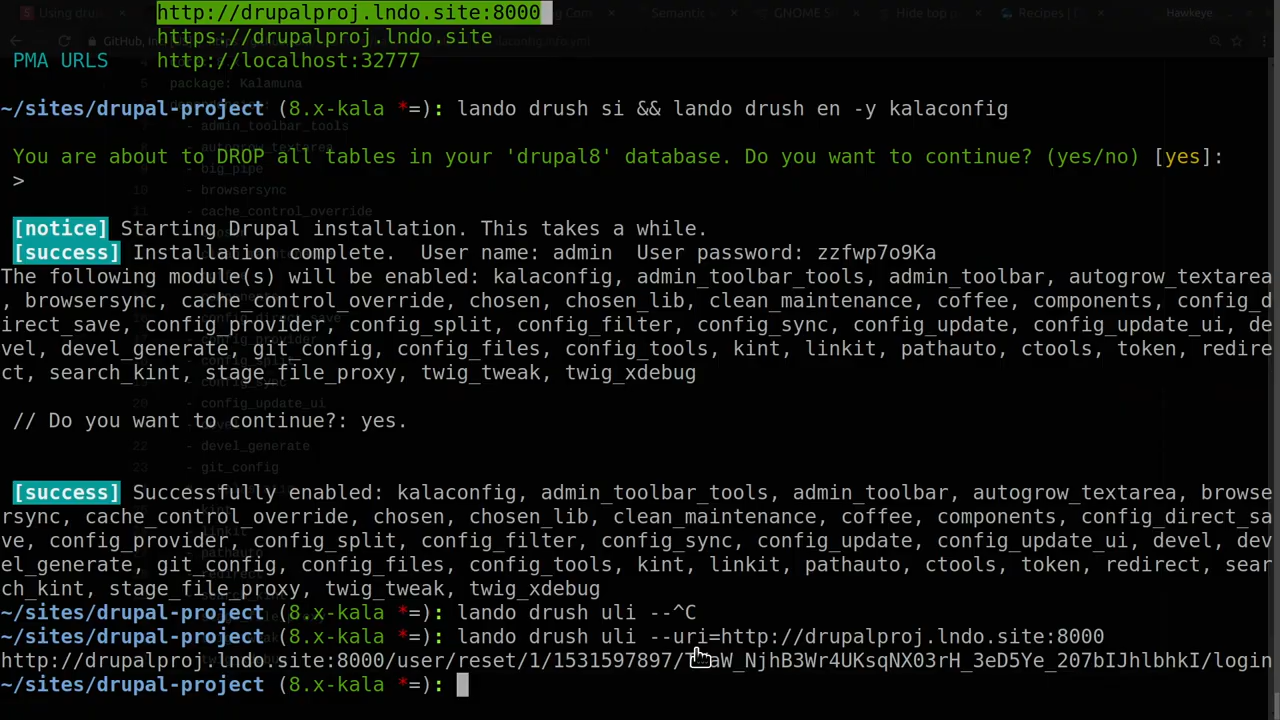 http://drupalproj.lndo.site:8000
https://drupalproj.lndo.site
PMA URLS http://localhost:32777
~/sites/drupal-project (8.x-kala *=): lando drush si && lando drush en -y kalaconfig
You are about to DROP all tables in your 'drupal8' database. Do you want to continue? (yes/no) [yes]:
>
[notice] Starting Drupal installation. This takes a while.
[success] Installation complete. User name: admin User password: zzfwp7o9Ka
The following module(s) will be enabled: kalaconfig, admin_toolbar_tools, admin_toolbar, autogrow_textarea
, browsersync, cache_control_override, chosen, chosen_lib, clean_maintenance, coffee, components, config_d
irect_save, config_provider, config_split, config_filter, config_sync, config_update, config_update_ui, de
vel, devel_generate, git_config, config_files, config_tools, kint, linkit, pathauto, ctools, token, redire
ct, search_kint, stage_file_proxy, twig_tweak, twig_xdebug
// Do you want to continue?: yes.
[success] Successfully enabled: kalaconfig, admin_toolbar_tools, admin_toolbar, autogrow_textarea, browse
rsync, cache_control_override, chosen, chosen_lib, clean_maintenance, coffee, components, config_direct_sa
ve, config_provider, config_split, config_filter, config_sync, config_update, config_update_ui, devel, dev
el_generate, git_config, config_files, config_tools, kint, linkit, pathauto, ctools, token, redirect, sear
ch_kint, stage_file_proxy, twig_tweak, twig_xdebug
~/sites/drupal-project (8.x-kala *=): lando drush uli --^C
~/sites/drupal-project (8.x-kala *=): lando drush uli --uri=http://drupalproj.lndo.site:8000
http://drupalproj.lndo.site:8000/user/reset/1/1531597897/
~/sites/drupal-project (8.x-kala *=):